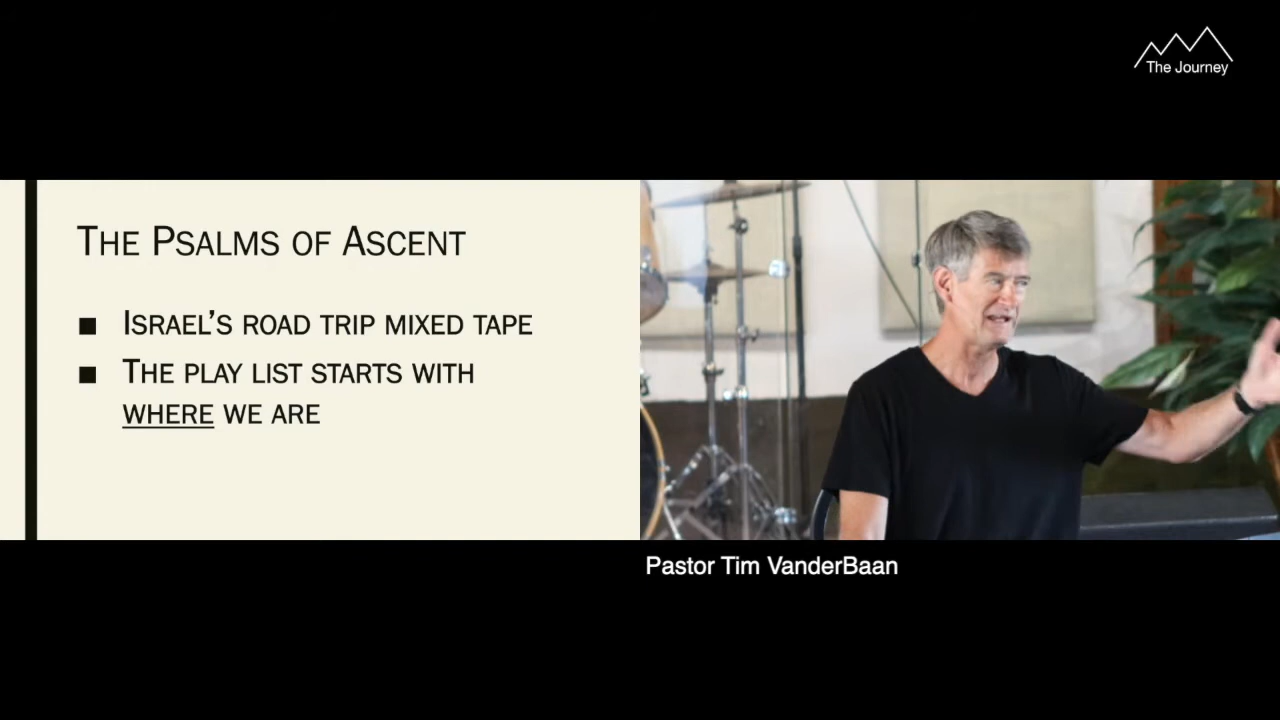 The Journey
The Psalms of Ascent
■ Israel's road trip mixed tape
■ The play list starts with
where we are
Pastor Tim VanderBaan